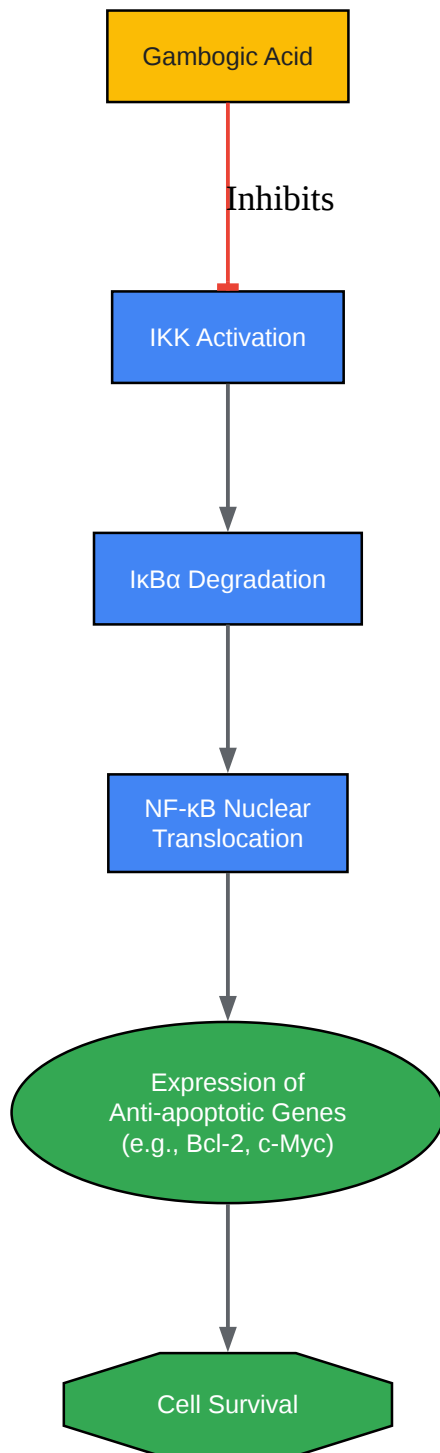 Gambogic Acid
Inhibits
IKK Activation
IκBα Degradation
NF-κB Nuclear
Translocation
Expression of
Anti-apoptotic Genes
(e.g., Bcl-2, c-Myc)
Cell Survival